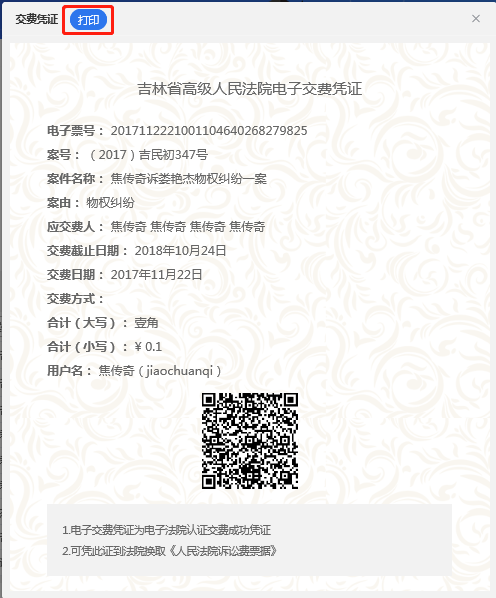 交费凭证 打印 ×
吉林省高级人民法院电子交费凭证
电子票号： 2017112221001104640268279825
案号： （2017）吉民初347号
案件名称： 焦传奇诉娄艳杰物权纠纷一案
案由： 物权纠纷
应交费人： 焦传奇 焦传奇 焦传奇 焦传奇
交费截止日期： 2018年10月24日
交费日期： 2017年11月22日
交费方式：
合计（大写）： 壹角
合计（小写）： ¥ 0.1
用户名： 焦传奇（jiaochuanqi）
1.电子交费凭证为电子法院认证交费成功凭证
2.可凭此证到法院换取《人民法院诉讼费票据》